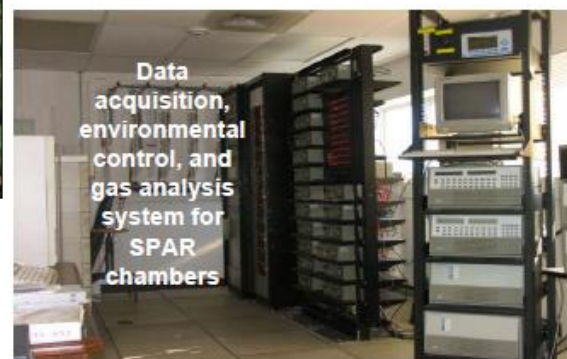 Data
acquisition,
environmental
control, and
gas analysis
system for
SPAR
chambers